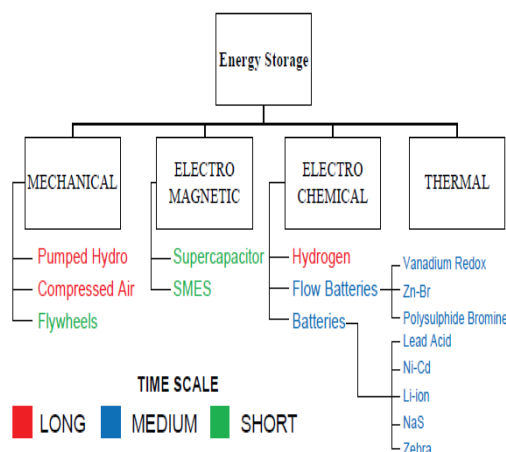 Energy Storage
MECHANICAL
ELECTRO
MAGNETIC
ELECTRO
CHEMICAL
THERMAL
Pumped Hydro
Compressed Air
Flywheels
Supercapacitor
SMES
Hydrogen
Flow Batteries
Batteries
Vanadium Redox
Zn-Br
Polysulphide Bromine
Lead Acid
Ni-Cd
Li-ion
NaS
Zebra
TIME SCALE
LONG
MEDIUM
SHORT